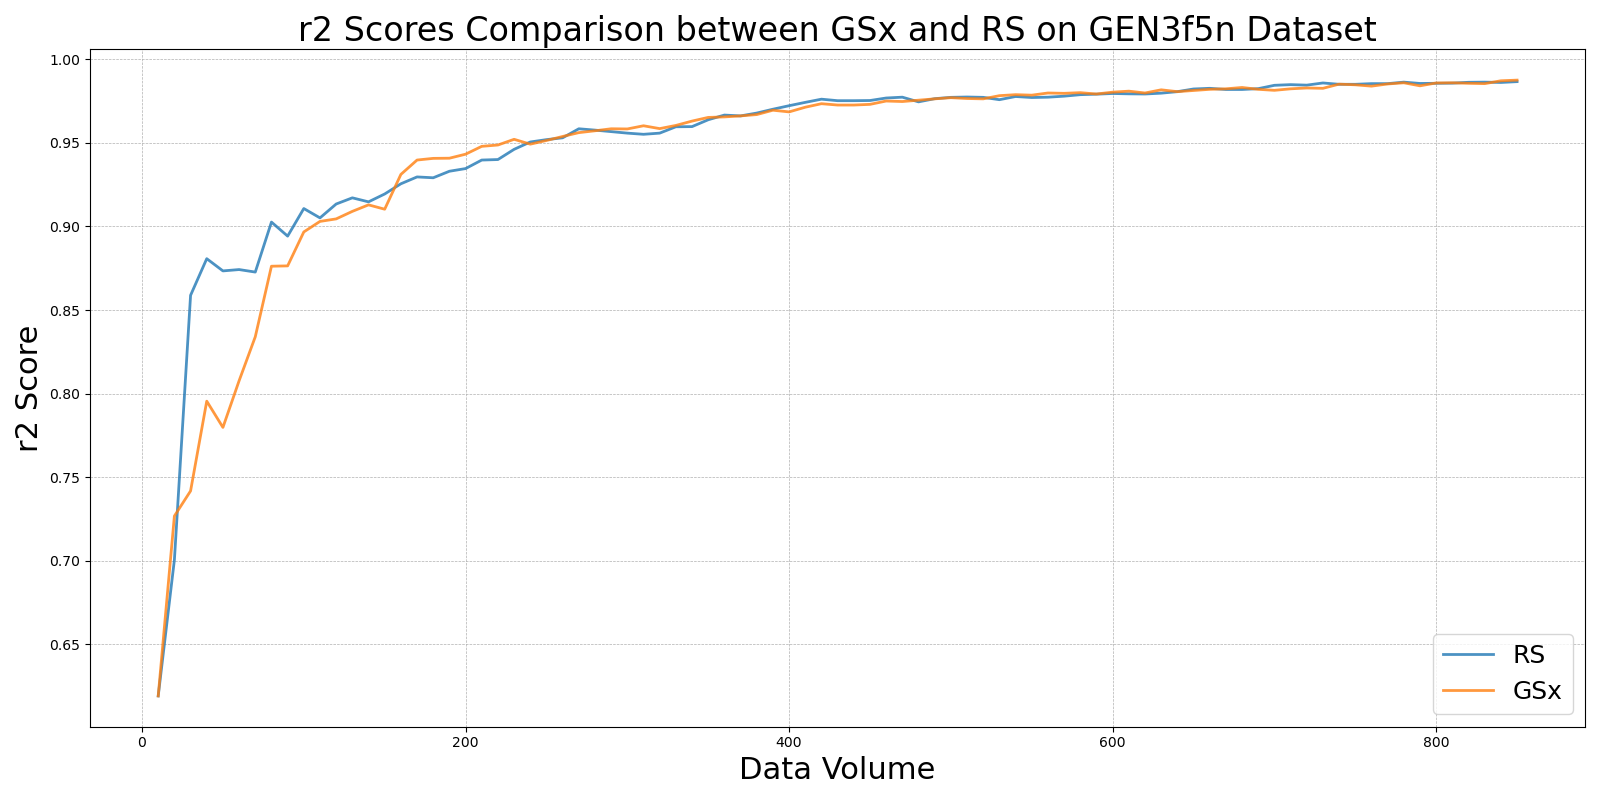 r2 Scores Comparison between GSx and RS on GEN3f5n Dataset
1.00
0.95
0.90
0.85
0.80
0.75
0.70
0.65
r2 Score
RS
GSx
0 200 400 600 800
Data Volume